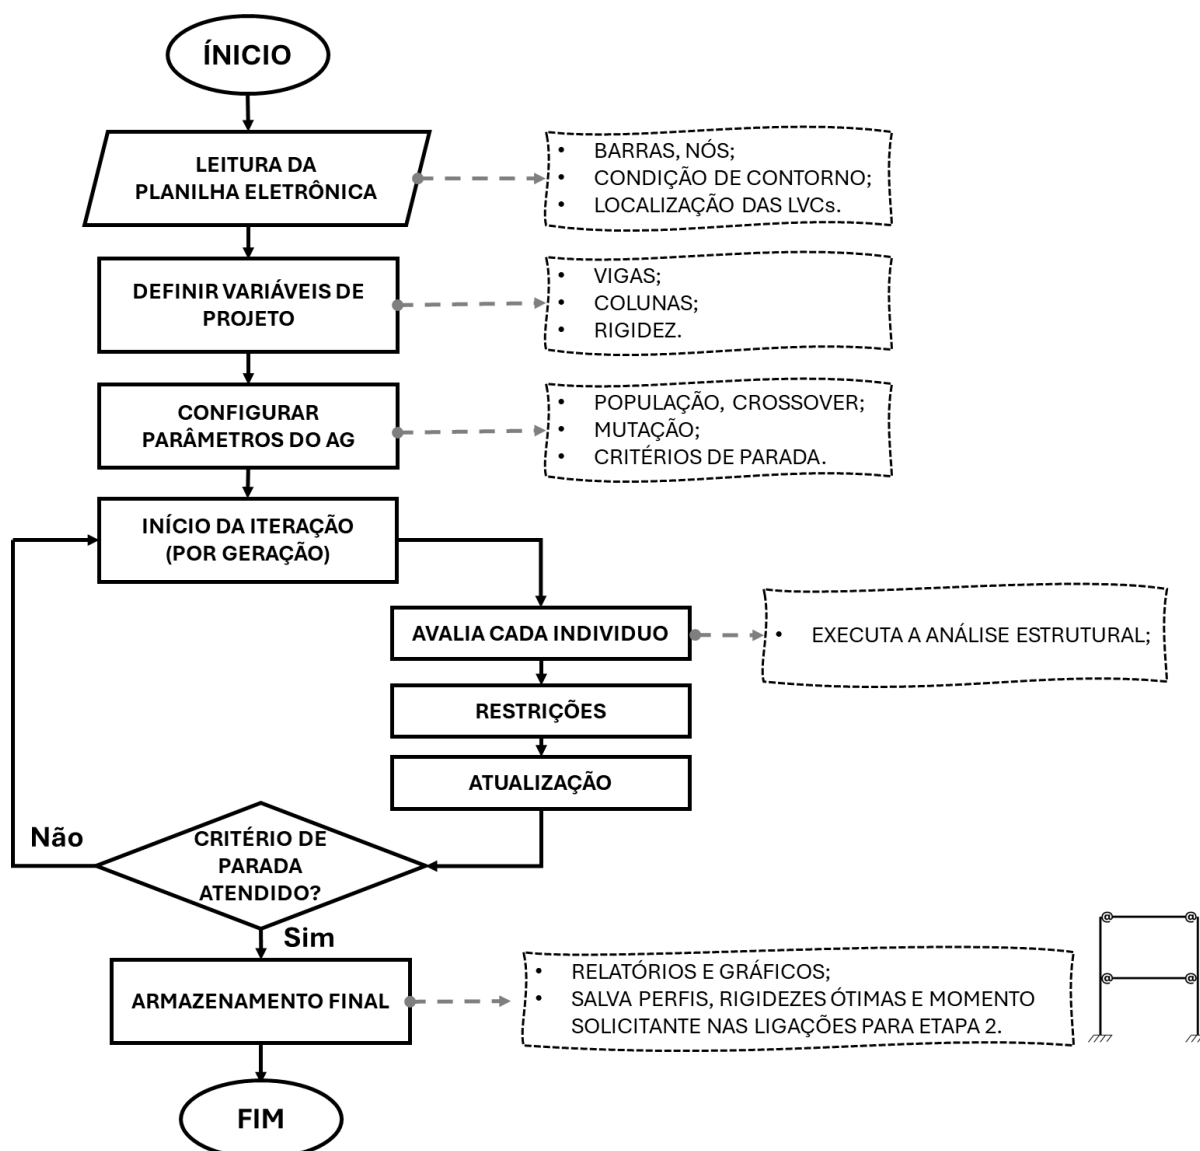 ÍNICIO
LEITURA DA
PLANILHA ELETRÔNICA
• BARRAS, NÓS;
• CONDIÇÃO DE CONTORNO;
• LOCALIZAÇÃO DAS LVCs.
DEFINIR VARIÁVEIS DE
PROJETO
• VIGAS;
• COLUNAS;
• RIGIDEZ.
CONFIGURAR
PARÂMETROS DO AG
• POPULAÇÃO, CROSSOVER;
• MUTAÇÃO;
• CRITÉRIOS DE PARADA.
INÍCIO DA ITERAÇÃO
(POR GERAÇÃO)
AVALIA CADA INDIVIDUO
• EXECUTA A ANÁLISE ESTRUTURAL;
RESTRIÇÕES
ATUALIZAÇÃO
CRITÉRIO DE
PARADA
ATENDIDO?
Não
Sim
ARMAZENAMENTO FINAL
• RELATÓRIOS E GRÁFICOS;
• SALVA PERFIS, RIGIDEZES ÓTIMAS E MOMENTO
SOLICITANTE NAS LIGAÇÕES PARA ETAPA 2.
@ @
@ @
FIM